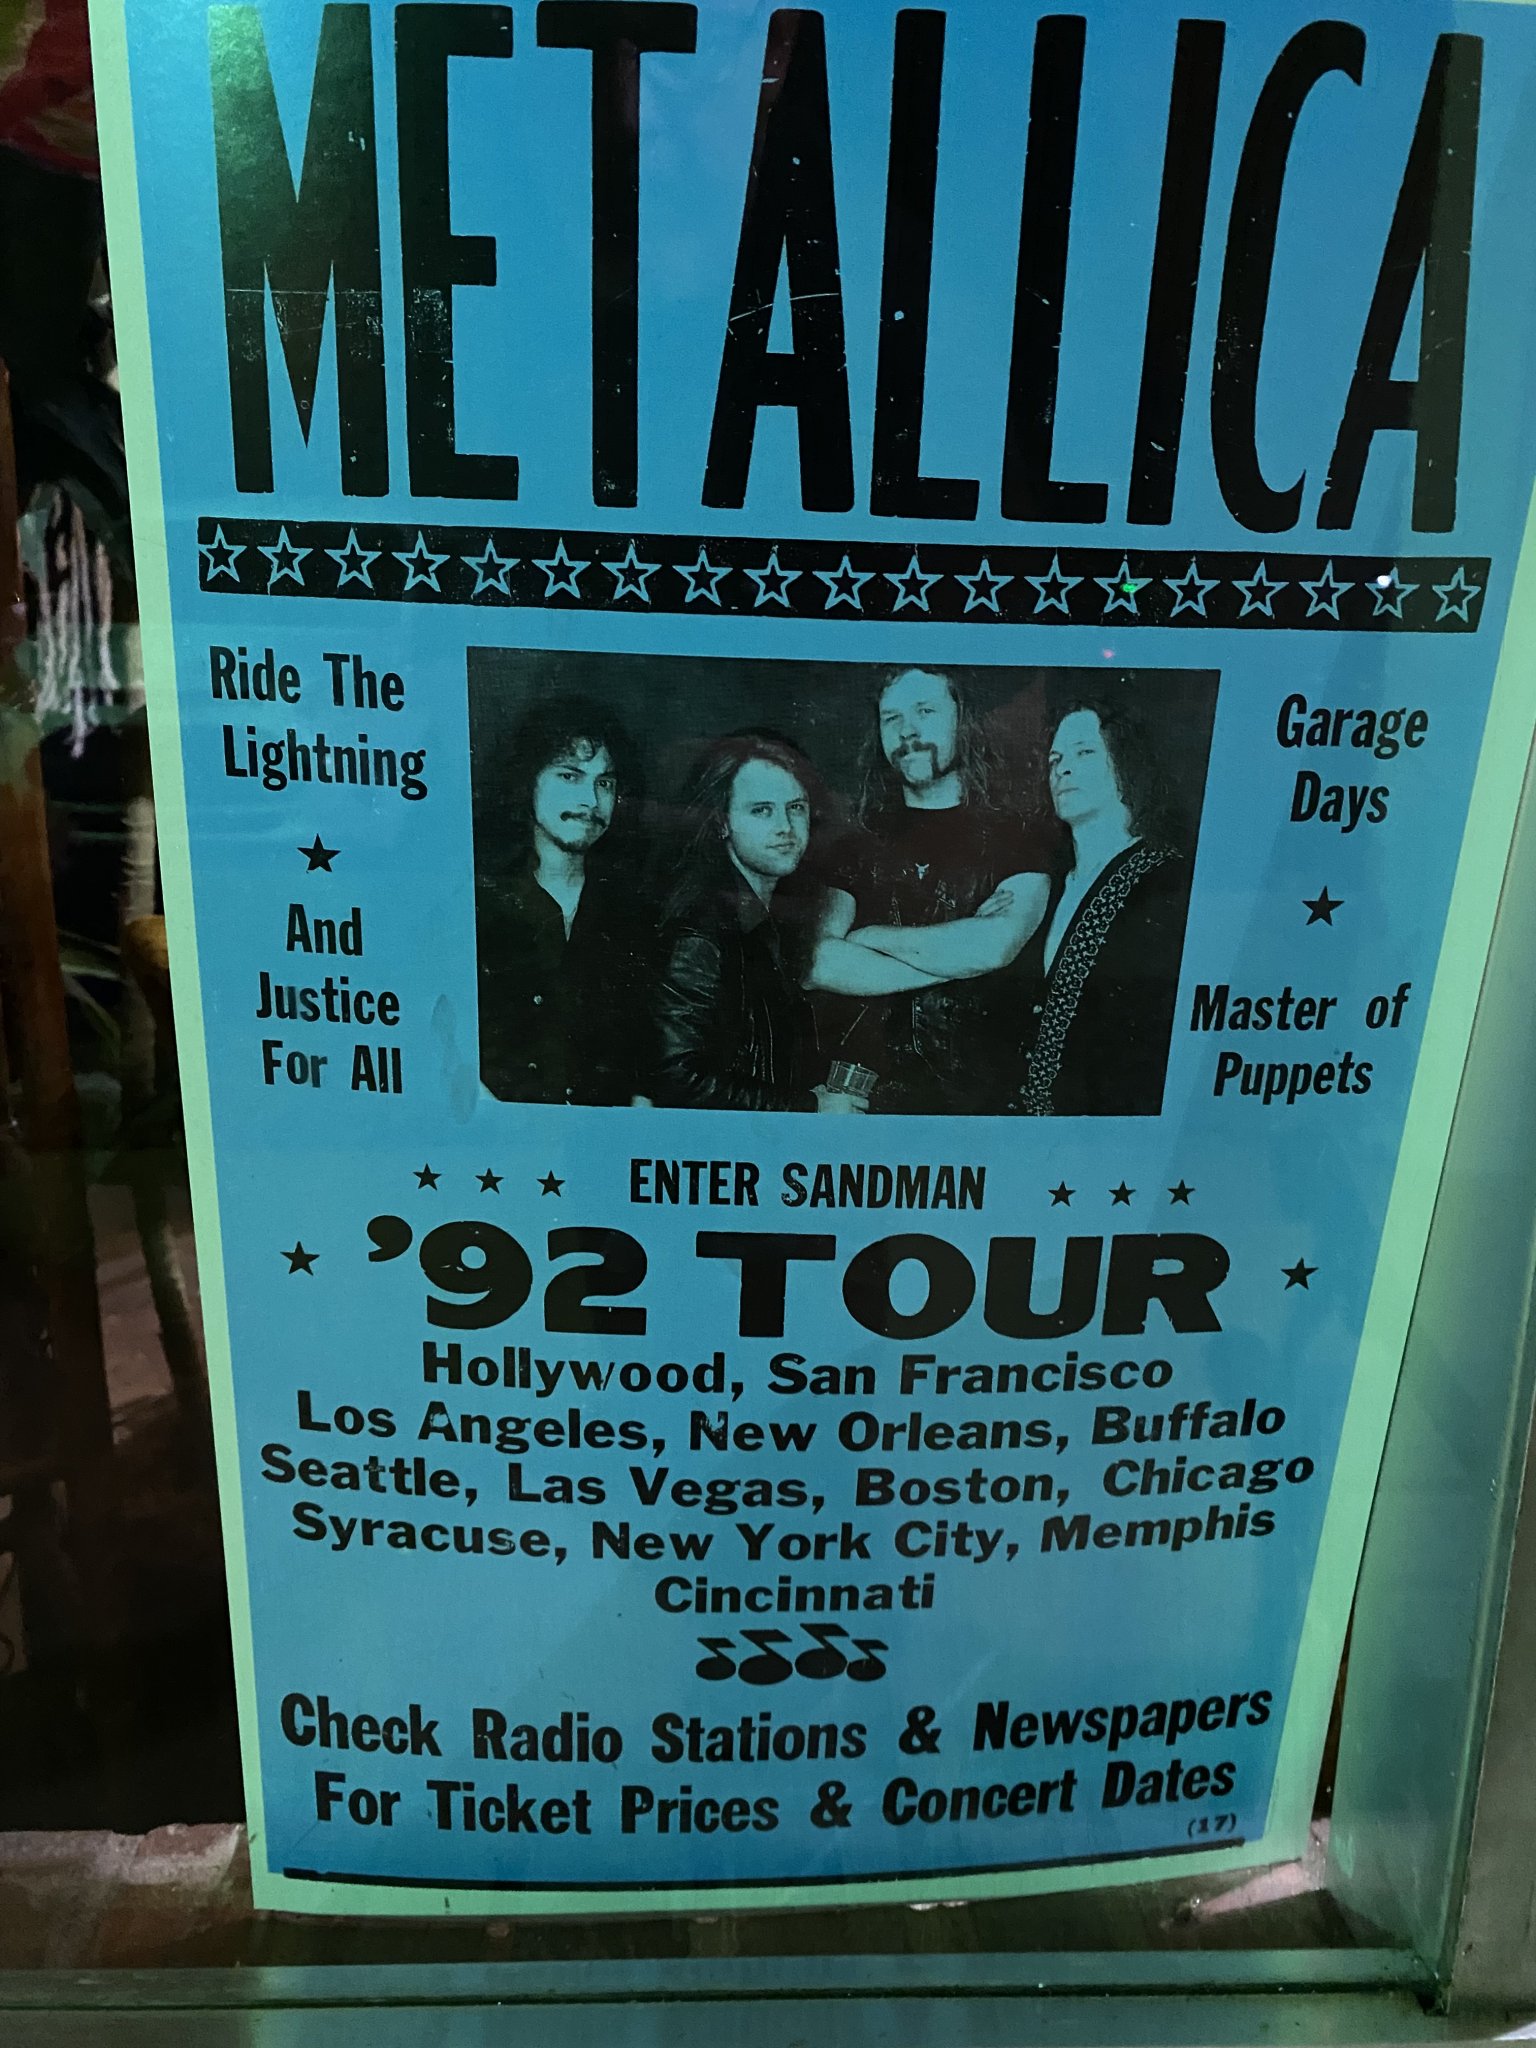 METALLICA
Ride The
Lightning
And
Justice
For All
Garage
Days
Master of
Puppets
ENTER SANDMAN
'92 TOUR
Hollywood, San Francisco
Los Angeles, New Orleans, Buffalo
Seattle, Las Vegas, Boston, Chicago
Syracuse, New York City, Memphis
Cincinnati
Check Radio Stations & Newspapers
For Ticket Prices & Concert Dates
(17)